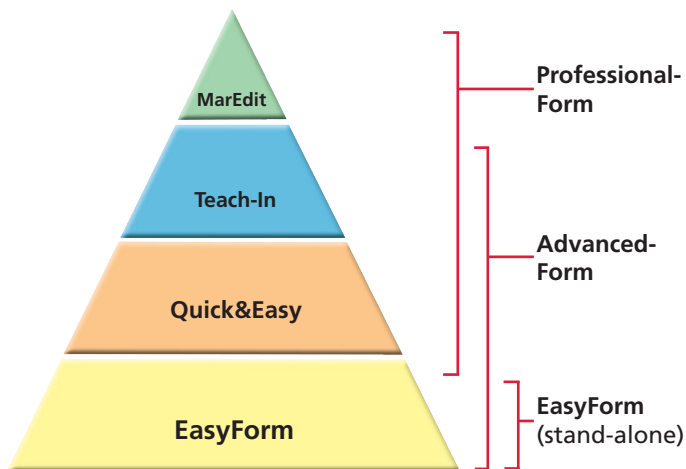 MarEdit
Teach-In
Quick&Easy
EasyForm
Professional-
Form
Advanced-
Form
EasyForm
(stand-alone)